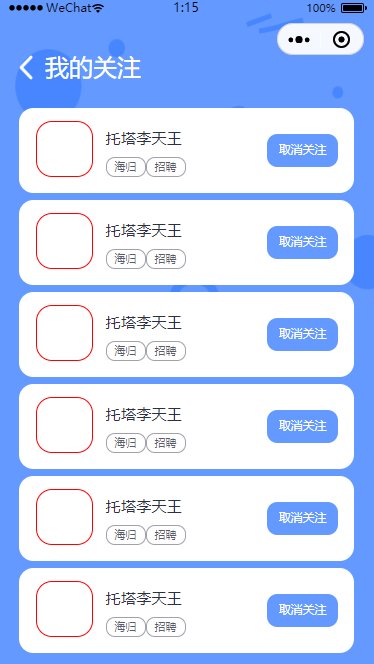 WeChat 1:15 100%
我的关注
托塔李天王
海归 招聘
取消关注
托塔李天王
海归 招聘
取消关注
托塔李天王
海归 招聘
取消关注
托塔李天王
海归 招聘
取消关注
托塔李天王
海归 招聘
取消关注
托塔李天王
海归 招聘
取消关注